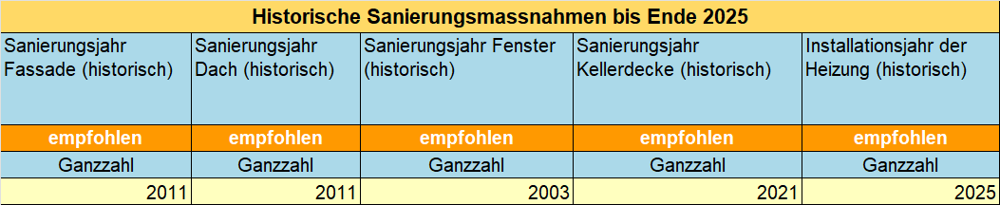 Historische Sanierungsmassnahmen bis Ende 2025
Sanierungsjahr Fassade (historisch)
Sanierungsjahr Dach (historisch)
Sanierungsjahr Fenster (historisch)
Sanierungsjahr Kellerdecke (historisch)
Installationsjahr der Heizung (historisch)
empfohlen empfohlen empfohlen empfohlen empfohlen
Ganzzahl Ganzzahl Ganzzahl Ganzzahl Ganzzahl
2011 2011 2003 2021 2025